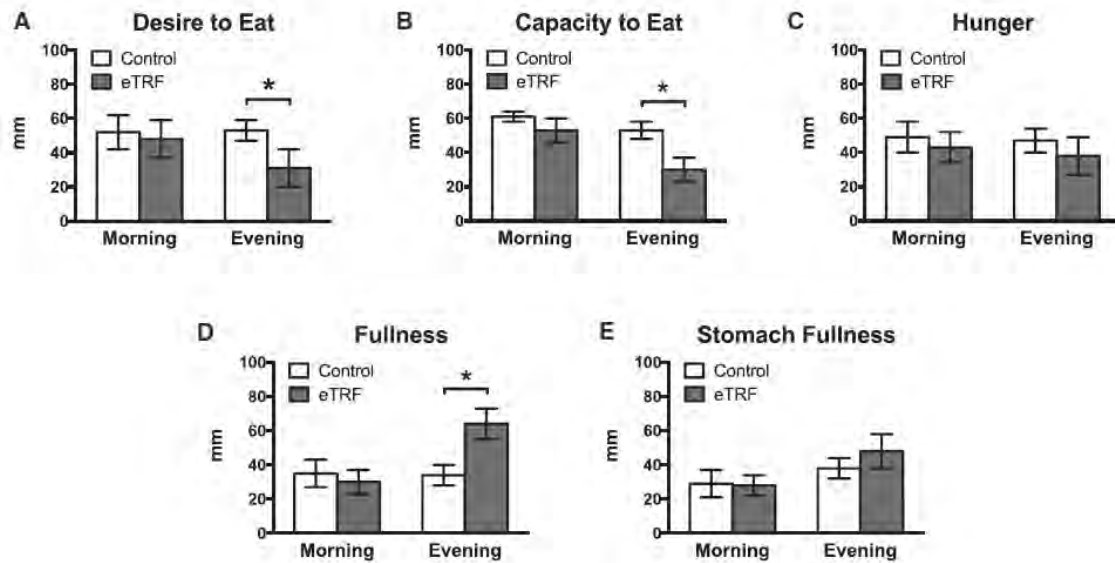 A Desire to Eat
100
80
60
40
20
0
mm
Control
eTRF
*
Morning Evening
B Capacity to Eat
100
80
60
40
20
0
mm
Control
eTRF
*
Morning Evening
C Hunger
100
80
60
40
20
0
mm
Control
eTRF
Morning Evening
D Fullness
100
80
60
40
20
0
mm
Control
eTRF
*
Morning Evening
E Stomach Fullness
100
80
60
40
20
0
mm
Control
eTRF
Morning Evening